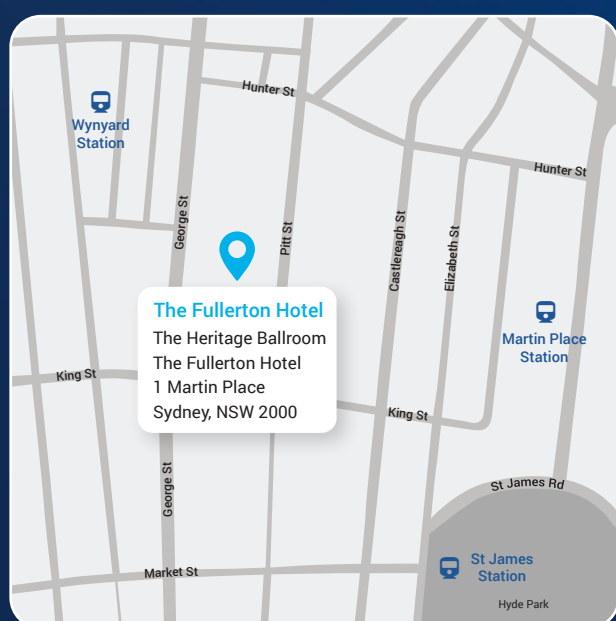 Hunter St
Wynyard
Station
Hunter St
George St
Pitt St
Castlereagh St
Elizabeth St
The Fullerton Hotel
The Heritage Ballroom
The Fullerton Hotel
1 Martin Place
Sydney, NSW 2000
Martin Place
Station
King St
King St
George St
St James Rd
Market St
St James
Station
Hyde Park